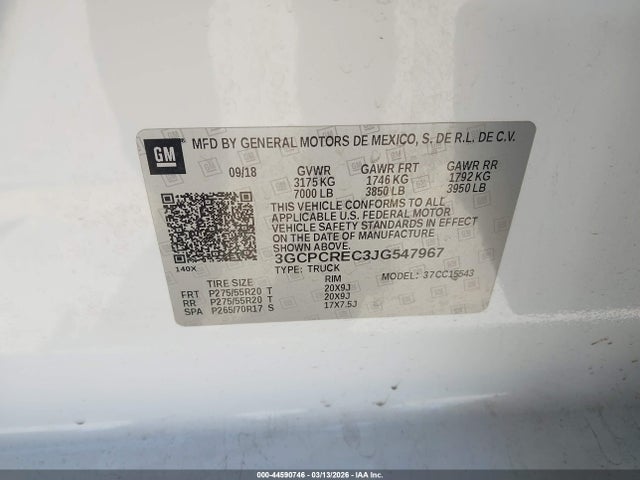 GM
MFD BY GENERAL MOTORS DE MEXICO, S. DE R.L. DE C.V.
09/18 GVWR GAWR FRT GAWR RR
3175 KG 1746 KG 1792 KG
7000 LB 3850 LB 3950 LB
THIS VEHICLE CONFORMS TO ALL
APPLICABLE U.S. FEDERAL MOTOR
VEHICLE SAFETY STANDARDS IN EFFECT
ON THE DATE OF MANUFACTURE
SHOWN ABOVE.
3GCPCREC3JG547967
140X
TYPE: TRUCK MODEL: 37CC15543
TIRE SIZE RIM
FRT P275/55R20 T 20X9J
RR P275/55R20 T 20X9J
SPA P265/70R17 S 17X7.5J
000-44590746 | 03/13/2026 | IAA Inc.